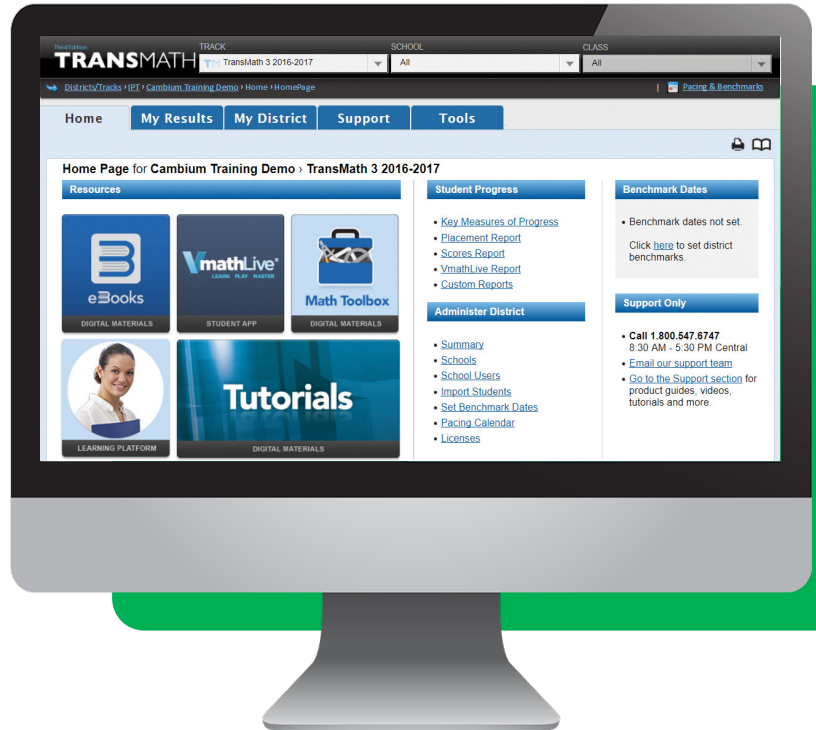 Third Edition
TRANSMATH
TRACK
TM TransMath 3 2016-2017
SCHOOL
All
CLASS
All
Districts/Tracks › IPT › Cambium Training Demo › Home › HomePage
| Pacing & Benchmarks
Home
My Results
My District
Support
Tools
Home Page for Cambium Training Demo › TransMath 3 2016-2017
Resources
eBooks
DIGITAL MATERIALS
VmathLive®
LEARN PLAY MASTER
STUDENT APP
Math Toolbox
DIGITAL MATERIALS
LEARNING PLATFORM
Tutorials
DIGITAL MATERIALS
Student Progress
• Key Measures of Progress
• Placement Report
• Scores Report
• VmathLive Report
• Custom Reports
Administer District
• Summary
• Schools
• School Users
• Import Students
• Set Benchmark Dates
• Pacing Calendar
• Licenses
Benchmark Dates
• Benchmark dates not set.
Click here to set district
benchmarks.
Support Only
• Call 1.800.547.6747
8:30 AM - 5:30 PM Central
• Email our support team
• Go to the Support section for
product guides, videos,
tutorials and more.